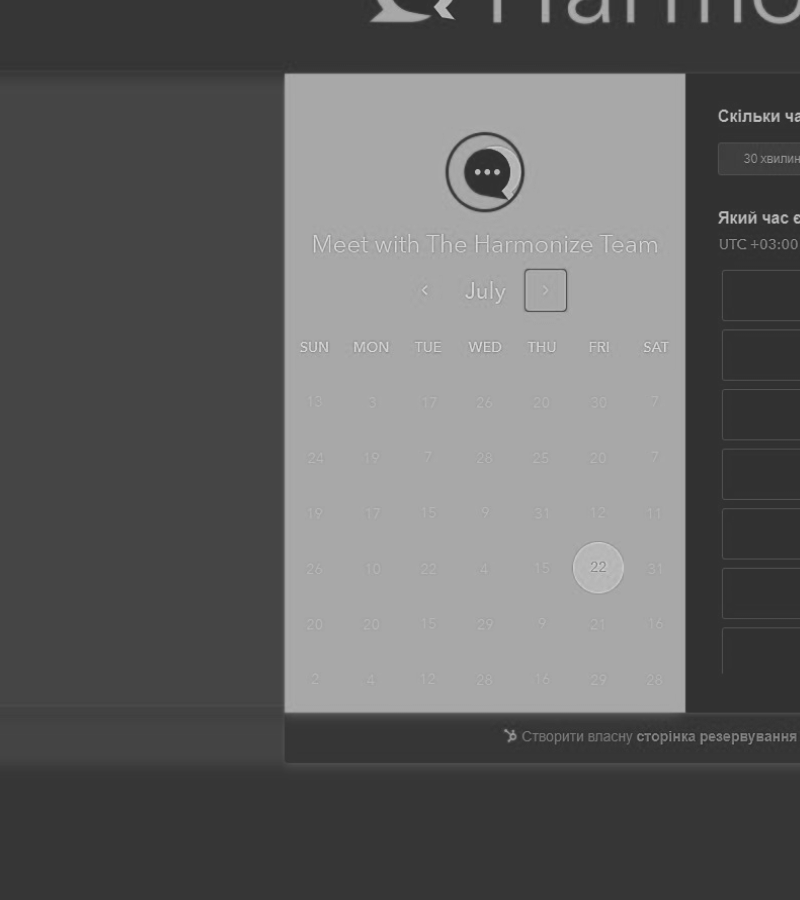 Harmo
Скільки ча
30 хвилин
Meet with The Harmonize Team
Який час є
UTC +03:00
July
SUN MON TUE WED THU FRI SAT
13 3 17 26 20 30 7
24 19 7 28 25 20 7
19 17 15 9 31 12 11
26 10 22 4 15 22 31
20 20 15 29 9 21 16
2 4 12 28 16 29 28
Створити власну сторінка резервування